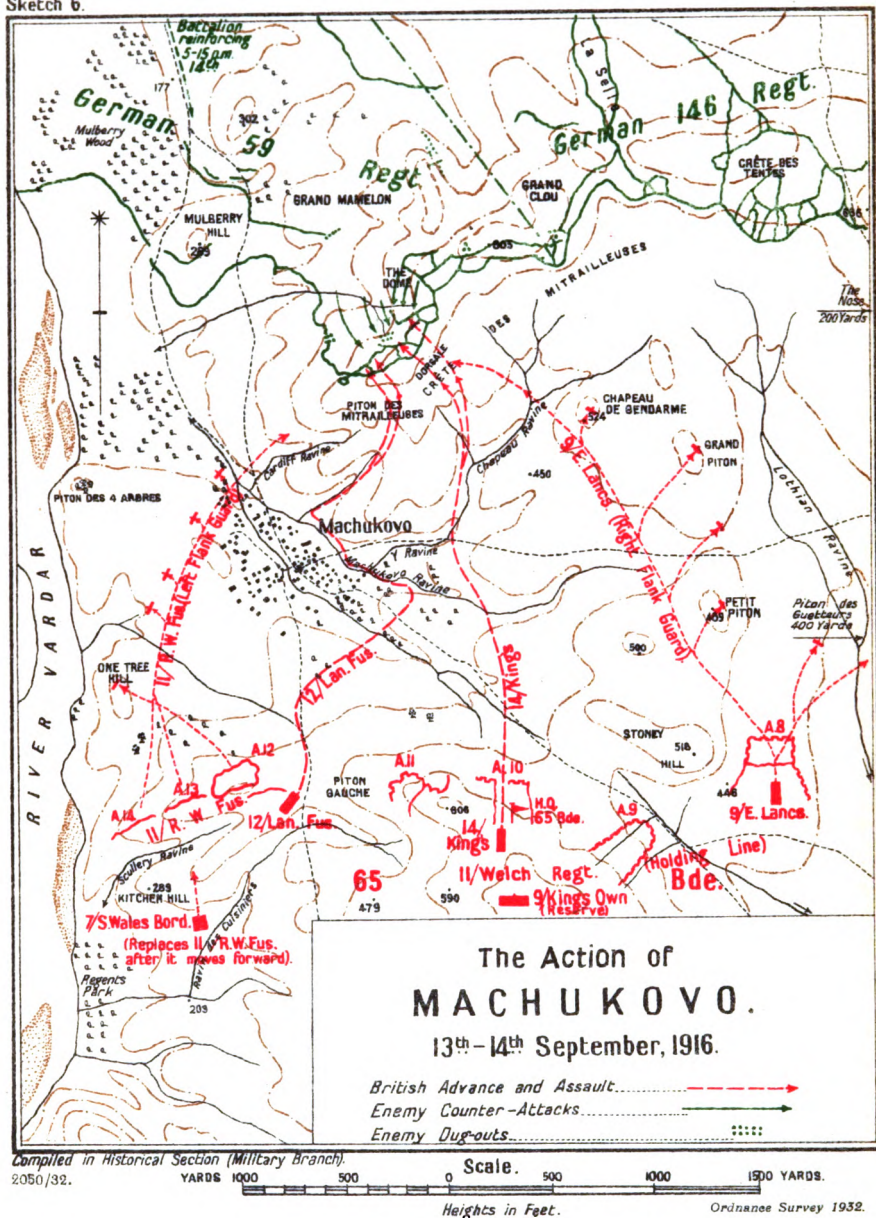 Sketch 6.
Battalion
reinforcing
5-15 p.m.
14th
177
German
59
Regt
Mulberry
Wood
302
La Selle
German 146 Regt.
CRÊTE DES
TENTES
GRAND MAMELON
GRAND
CLOU
MULBERRY
HILL
265
THE
DOME
603
DES MITRAILLEUSES
The
Nose
200 Yards
DORSALE
CRÊTE
PITON DES
MITRAILLEUSES
CHAPEAU
DE GENDARME
524
GRAND
PITON
Cardiff Ravine
Chapeau Ravine
450
PITON DES 4 ARBRES
Machukovo
Y Ravine
Machukovo Ravine
Lothian
Ravine
11/R.W. Fus. (Left Flank Guard)
9/E. Lancs (Right Flank Guard).
RIVER VARDAR
PETIT
PITON
469
Piton des
Guetteurs
400 Yards
500
ONE TREE
HILL
12/Lan. Fus.
14/Kings
STONEY
HILL
516
A.8
A.12
A.13
A.14
11/R.W. Fus.
12/Lan. Fus.
PITON
GAUCHE
A.11
A.10
606
H.Q.
65 Bde.
14/
Kings
A.9
446
9/E. Lancs.
Scullery Ravine
289
KITCHEN HILL
Ravin des Cuisiniers
65
479
590
11/Welch Regt.
(Holding Line)
Bde.
9/Kings Own
(Reserve)
7/S. Wales Bord.
(Replaces 11 R.W. Fus.
after it moves forward).
Regents
Park
203
The Action of
MACHUKOVO.
13th–14th September, 1916.
British Advance and Assault
Enemy Counter-Attacks
Enemy Dug-outs
Compiled in Historical Section (Military Branch).
2050/32.
Scale.
YARDS 1000 500 0 500 1000 1500 YARDS.
Heights in Feet.
Ordnance Survey 1932.